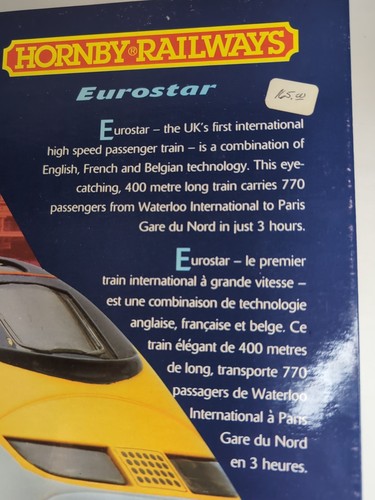 HORNBY® RAILWAYS
Eurostar
165.00
Eurostar – the UK's first international
high speed passenger train – is a combination of
English, French and Belgian technology. This eye-
catching, 400 metre long train carries 770
passengers from Waterloo International to Paris
Gare du Nord in just 3 hours.
Eurostar – le premier
train international à grande vitesse –
est une combinaison de technologie
anglaise, française et belge. Ce
train élégant de 400 metres
de long, transporte 770
passagers de Waterloo
International à Paris
Gare du Nord
en 3 heures.